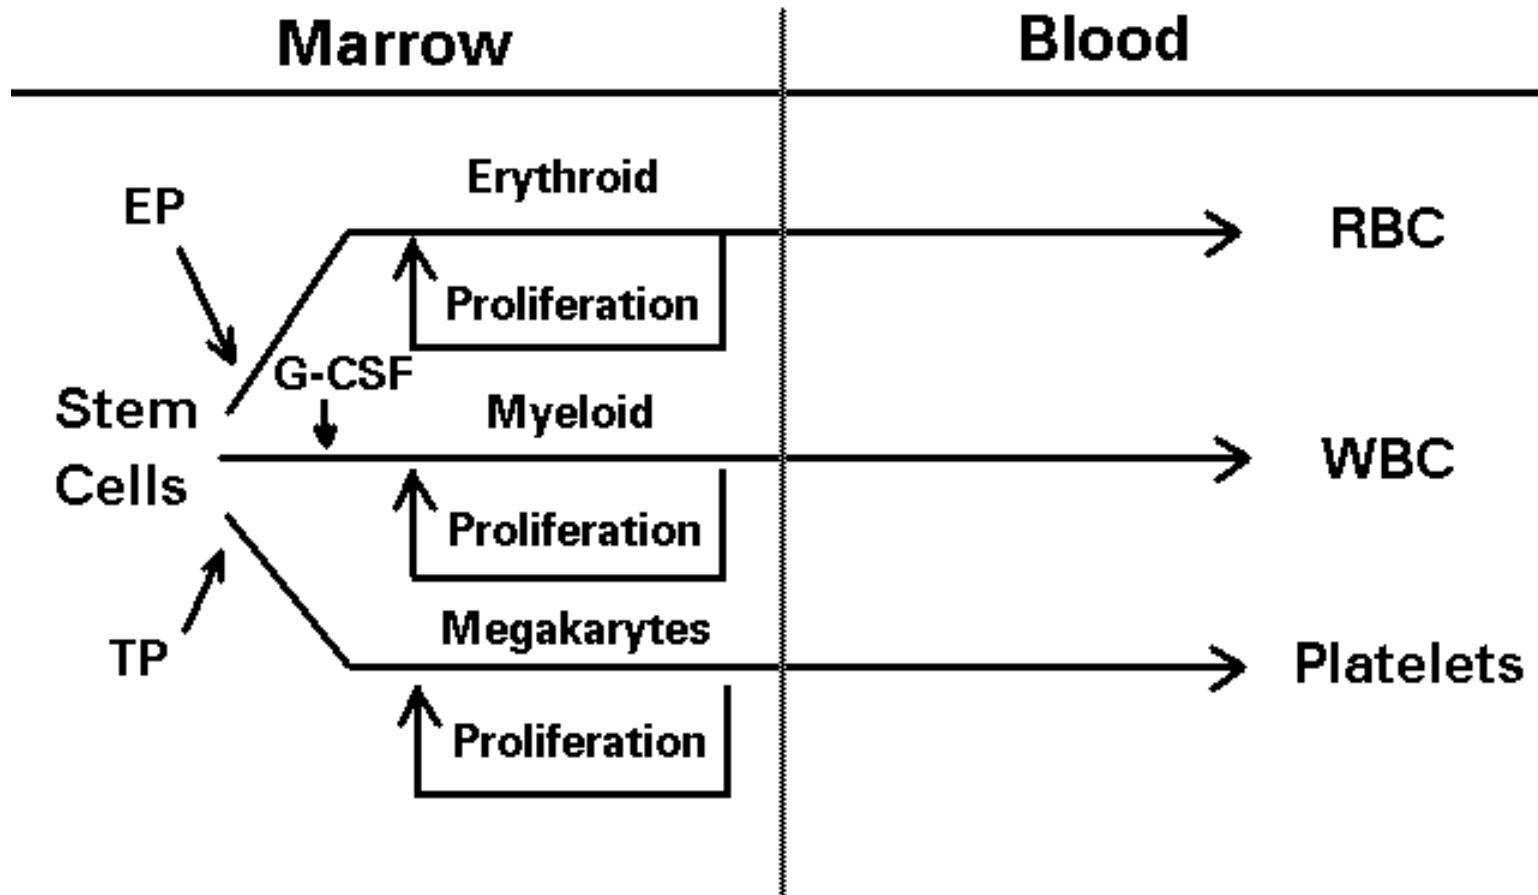 Marrow
Blood
EP
Erythroid
RBC
Proliferation
G-CSF
Stem
Cells
Myeloid
WBC
Proliferation
TP
Megakarytes
Platelets
Proliferation